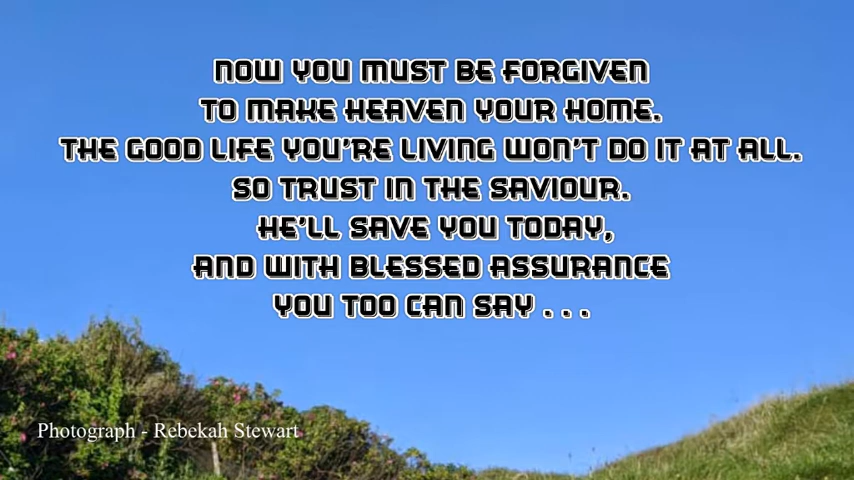 NOW YOU MUST BE FORGIVEN
TO MAKE HEAVEN YOUR HOME.
THE GOOD LIFE YOU'RE LIVING WON'T DO IT AT ALL.
SO TRUST IN THE SAVIOUR.
HE'LL SAVE YOU TODAY,
AND WITH BLESSED ASSURANCE
YOU TOO CAN SAY . . .
Photograph - Rebekah Stewart